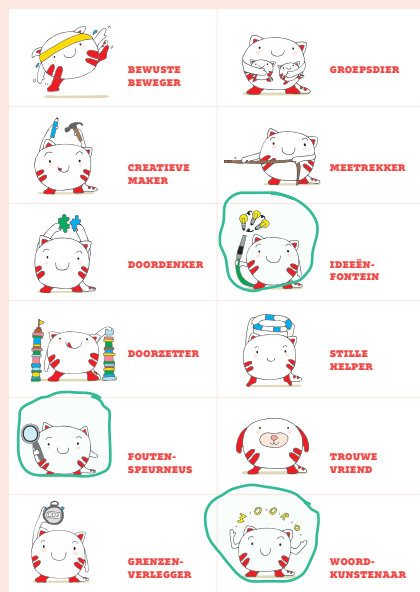 BEWUSTE
BEWEGER
GROEPSDIER
CREATIEVE
MAKER
MEETREKKER
DOORDENKER
IDEEËN-
FONTEIN
DOORZETTER
STILLE
HELPER
FOUTEN-
SPEURNEUS
TROUWE
VRIEND
GRENZEN-
VERLEGGER
WOORD-
KUNSTENAAR